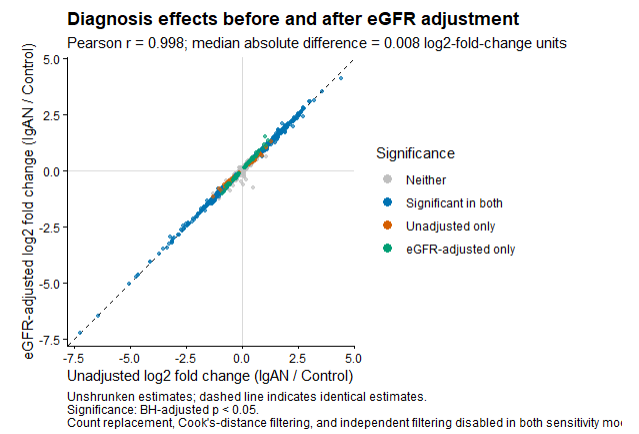 Diagnosis effects before and after eGFR adjustment
Pearson r = 0.998; median absolute difference = 0.008 log2-fold-change units
eGFR-adjusted log2 fold change (IgAN / Control)
5.0
2.5
0.0
-2.5
-5.0
-7.5
-7.5
-5.0
-2.5
0.0
2.5
5.0
Unadjusted log2 fold change (IgAN / Control)
Significance
Neither
Significant in both
Unadjusted only
eGFR-adjusted only
Unshrunken estimates; dashed line indicates identical estimates.
Significance: BH-adjusted p < 0.05.
Count replacement, Cook's-distance filtering, and independent filtering disabled in both sensitivity